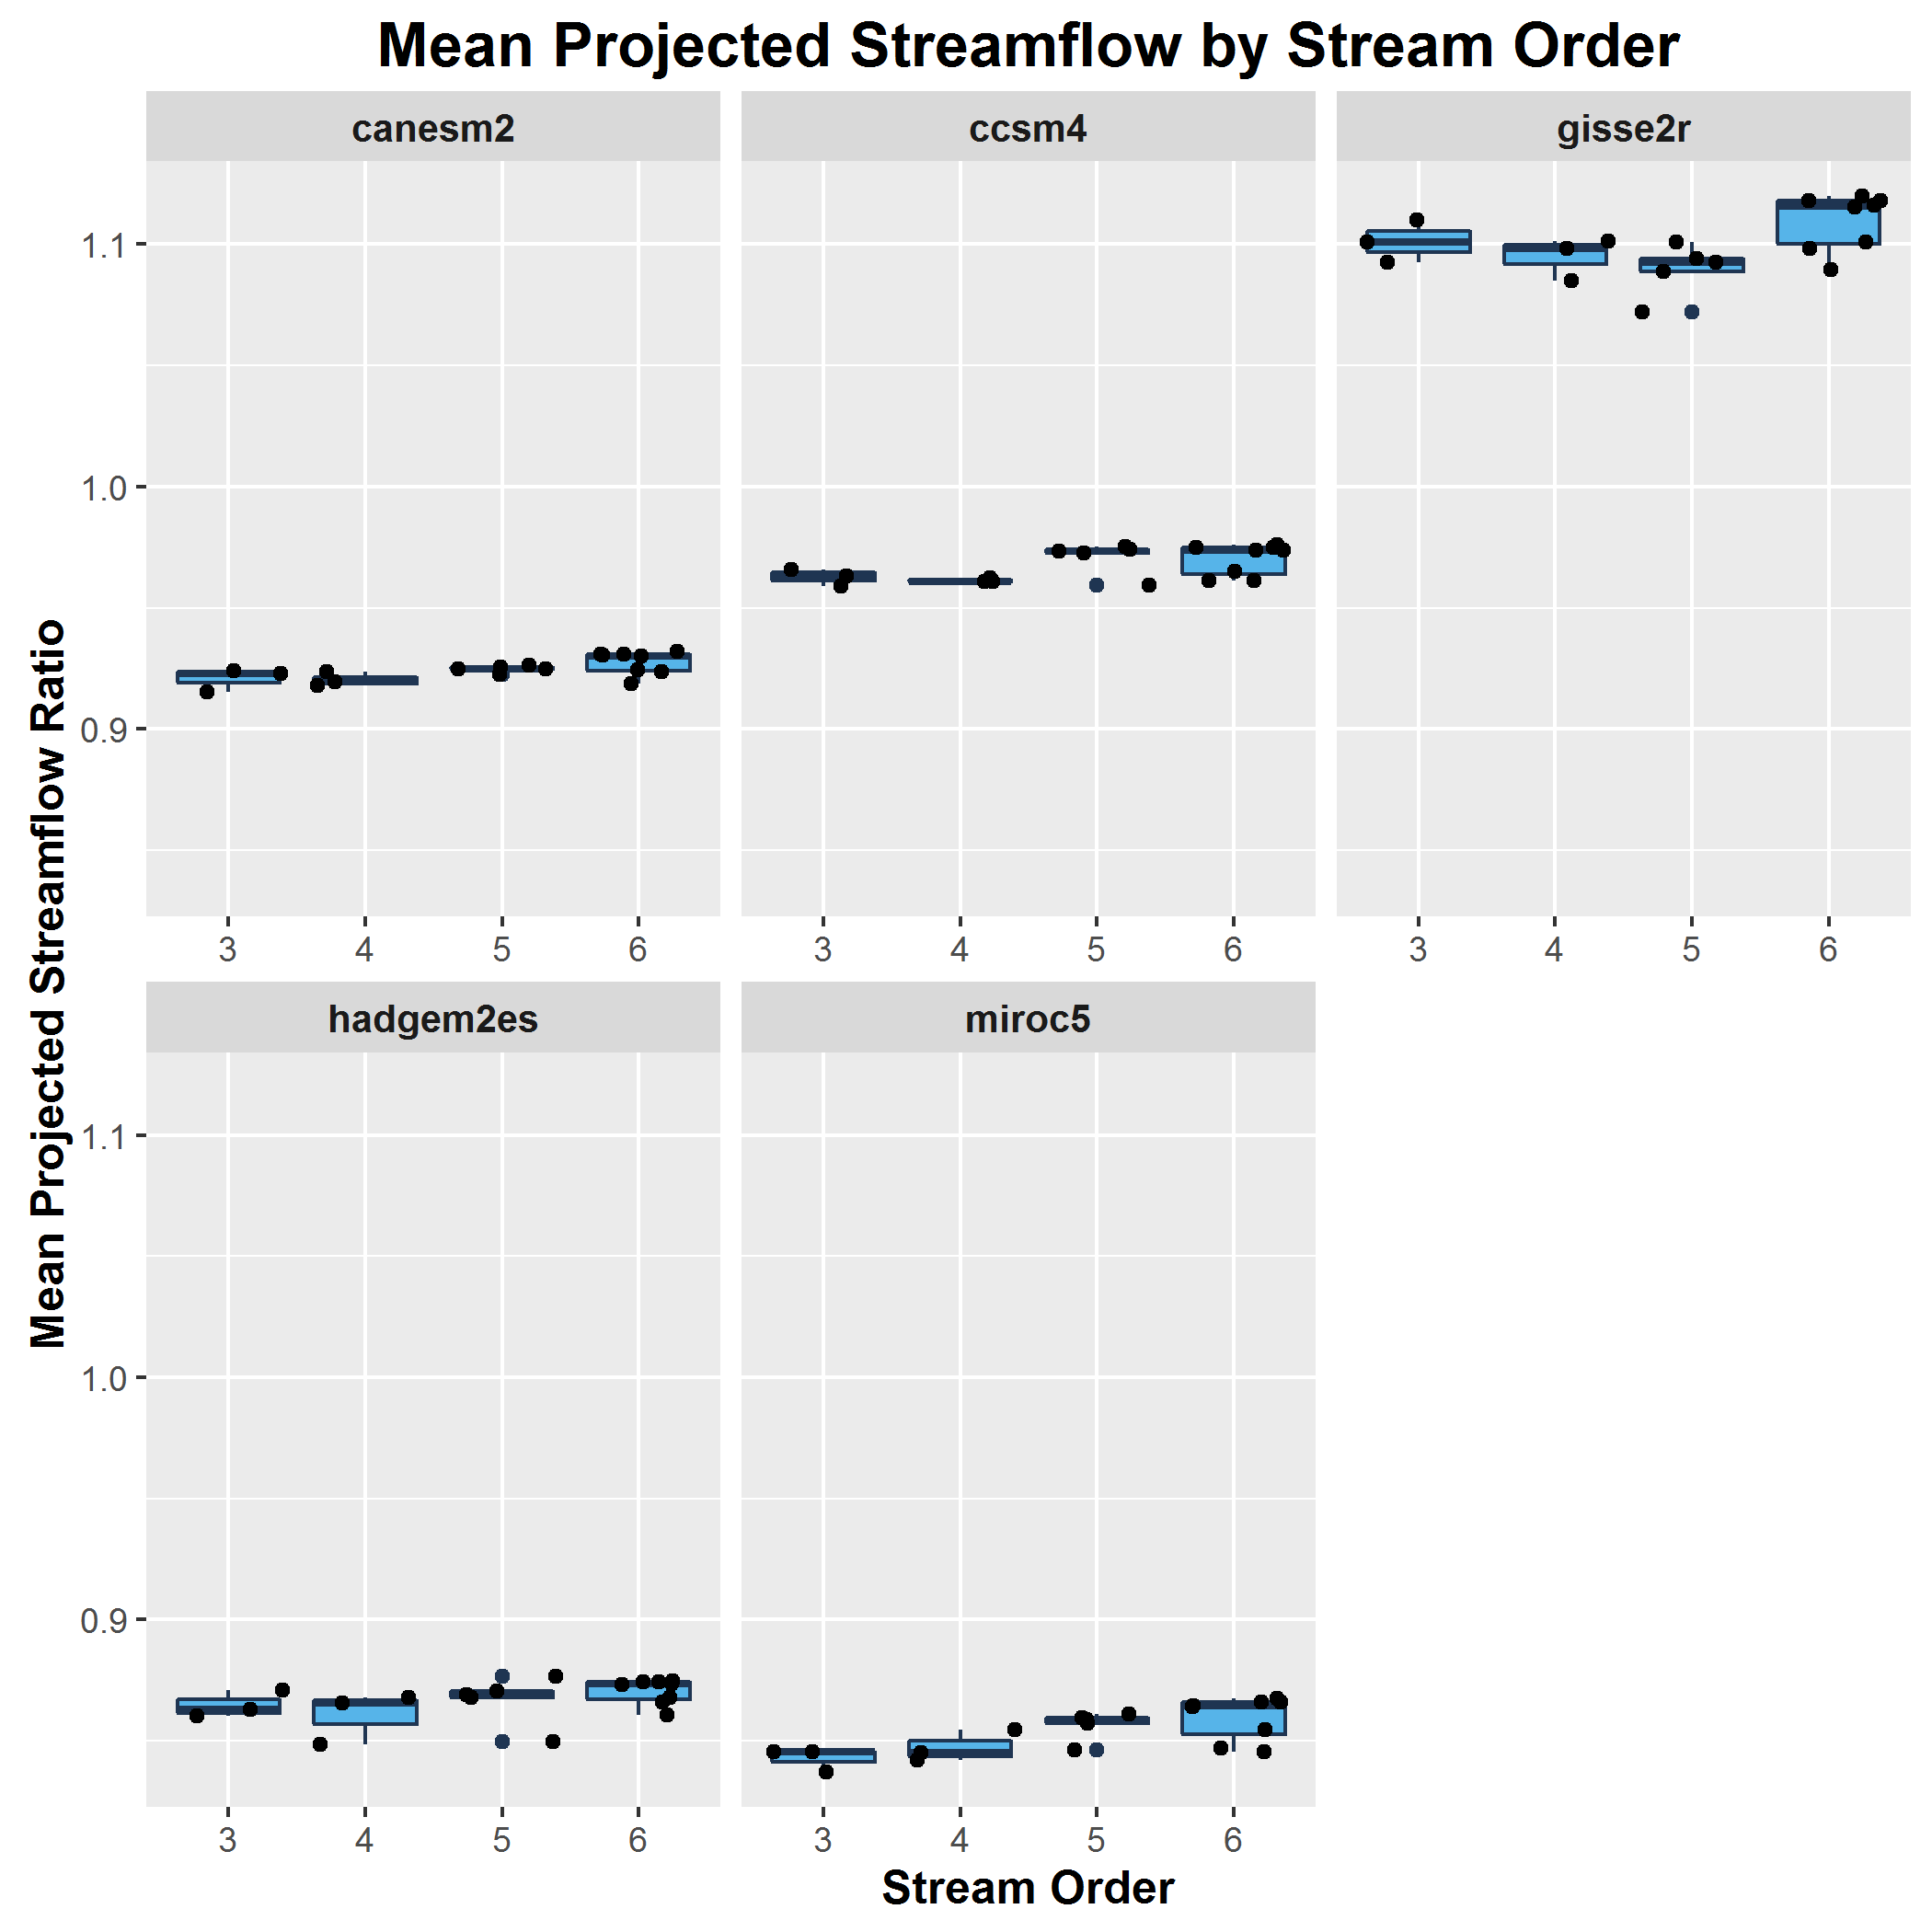 Mean Projected Streamflow by Stream Order
canesm2 ccsm4 gisse2r
Mean Projected Streamflow Ratio
1.1
1.0
0.9
3 4 5 6 3 4 5 6 3 4 5 6
hadgem2es miroc5
1.1
1.0
0.9
3 4 5 6 3 4 5 6
Stream Order